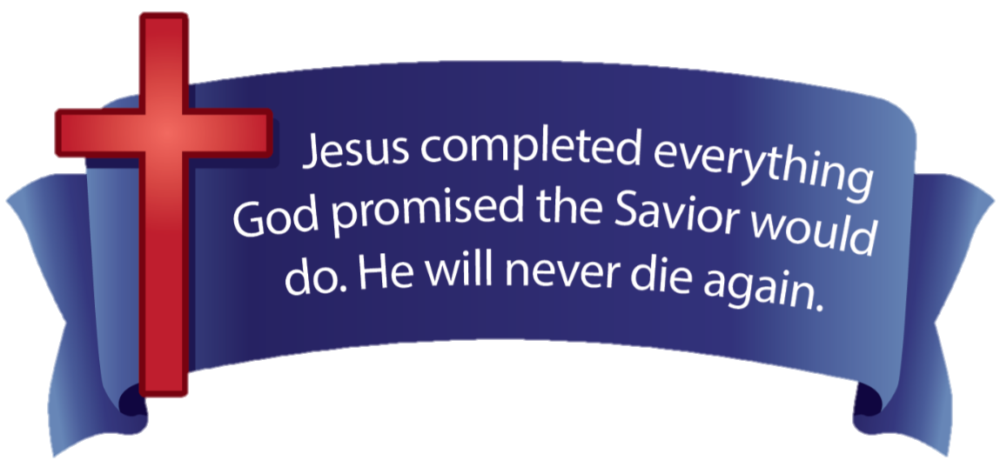 Jesus completed everything
God promised the Savior would
do. He will never die again.